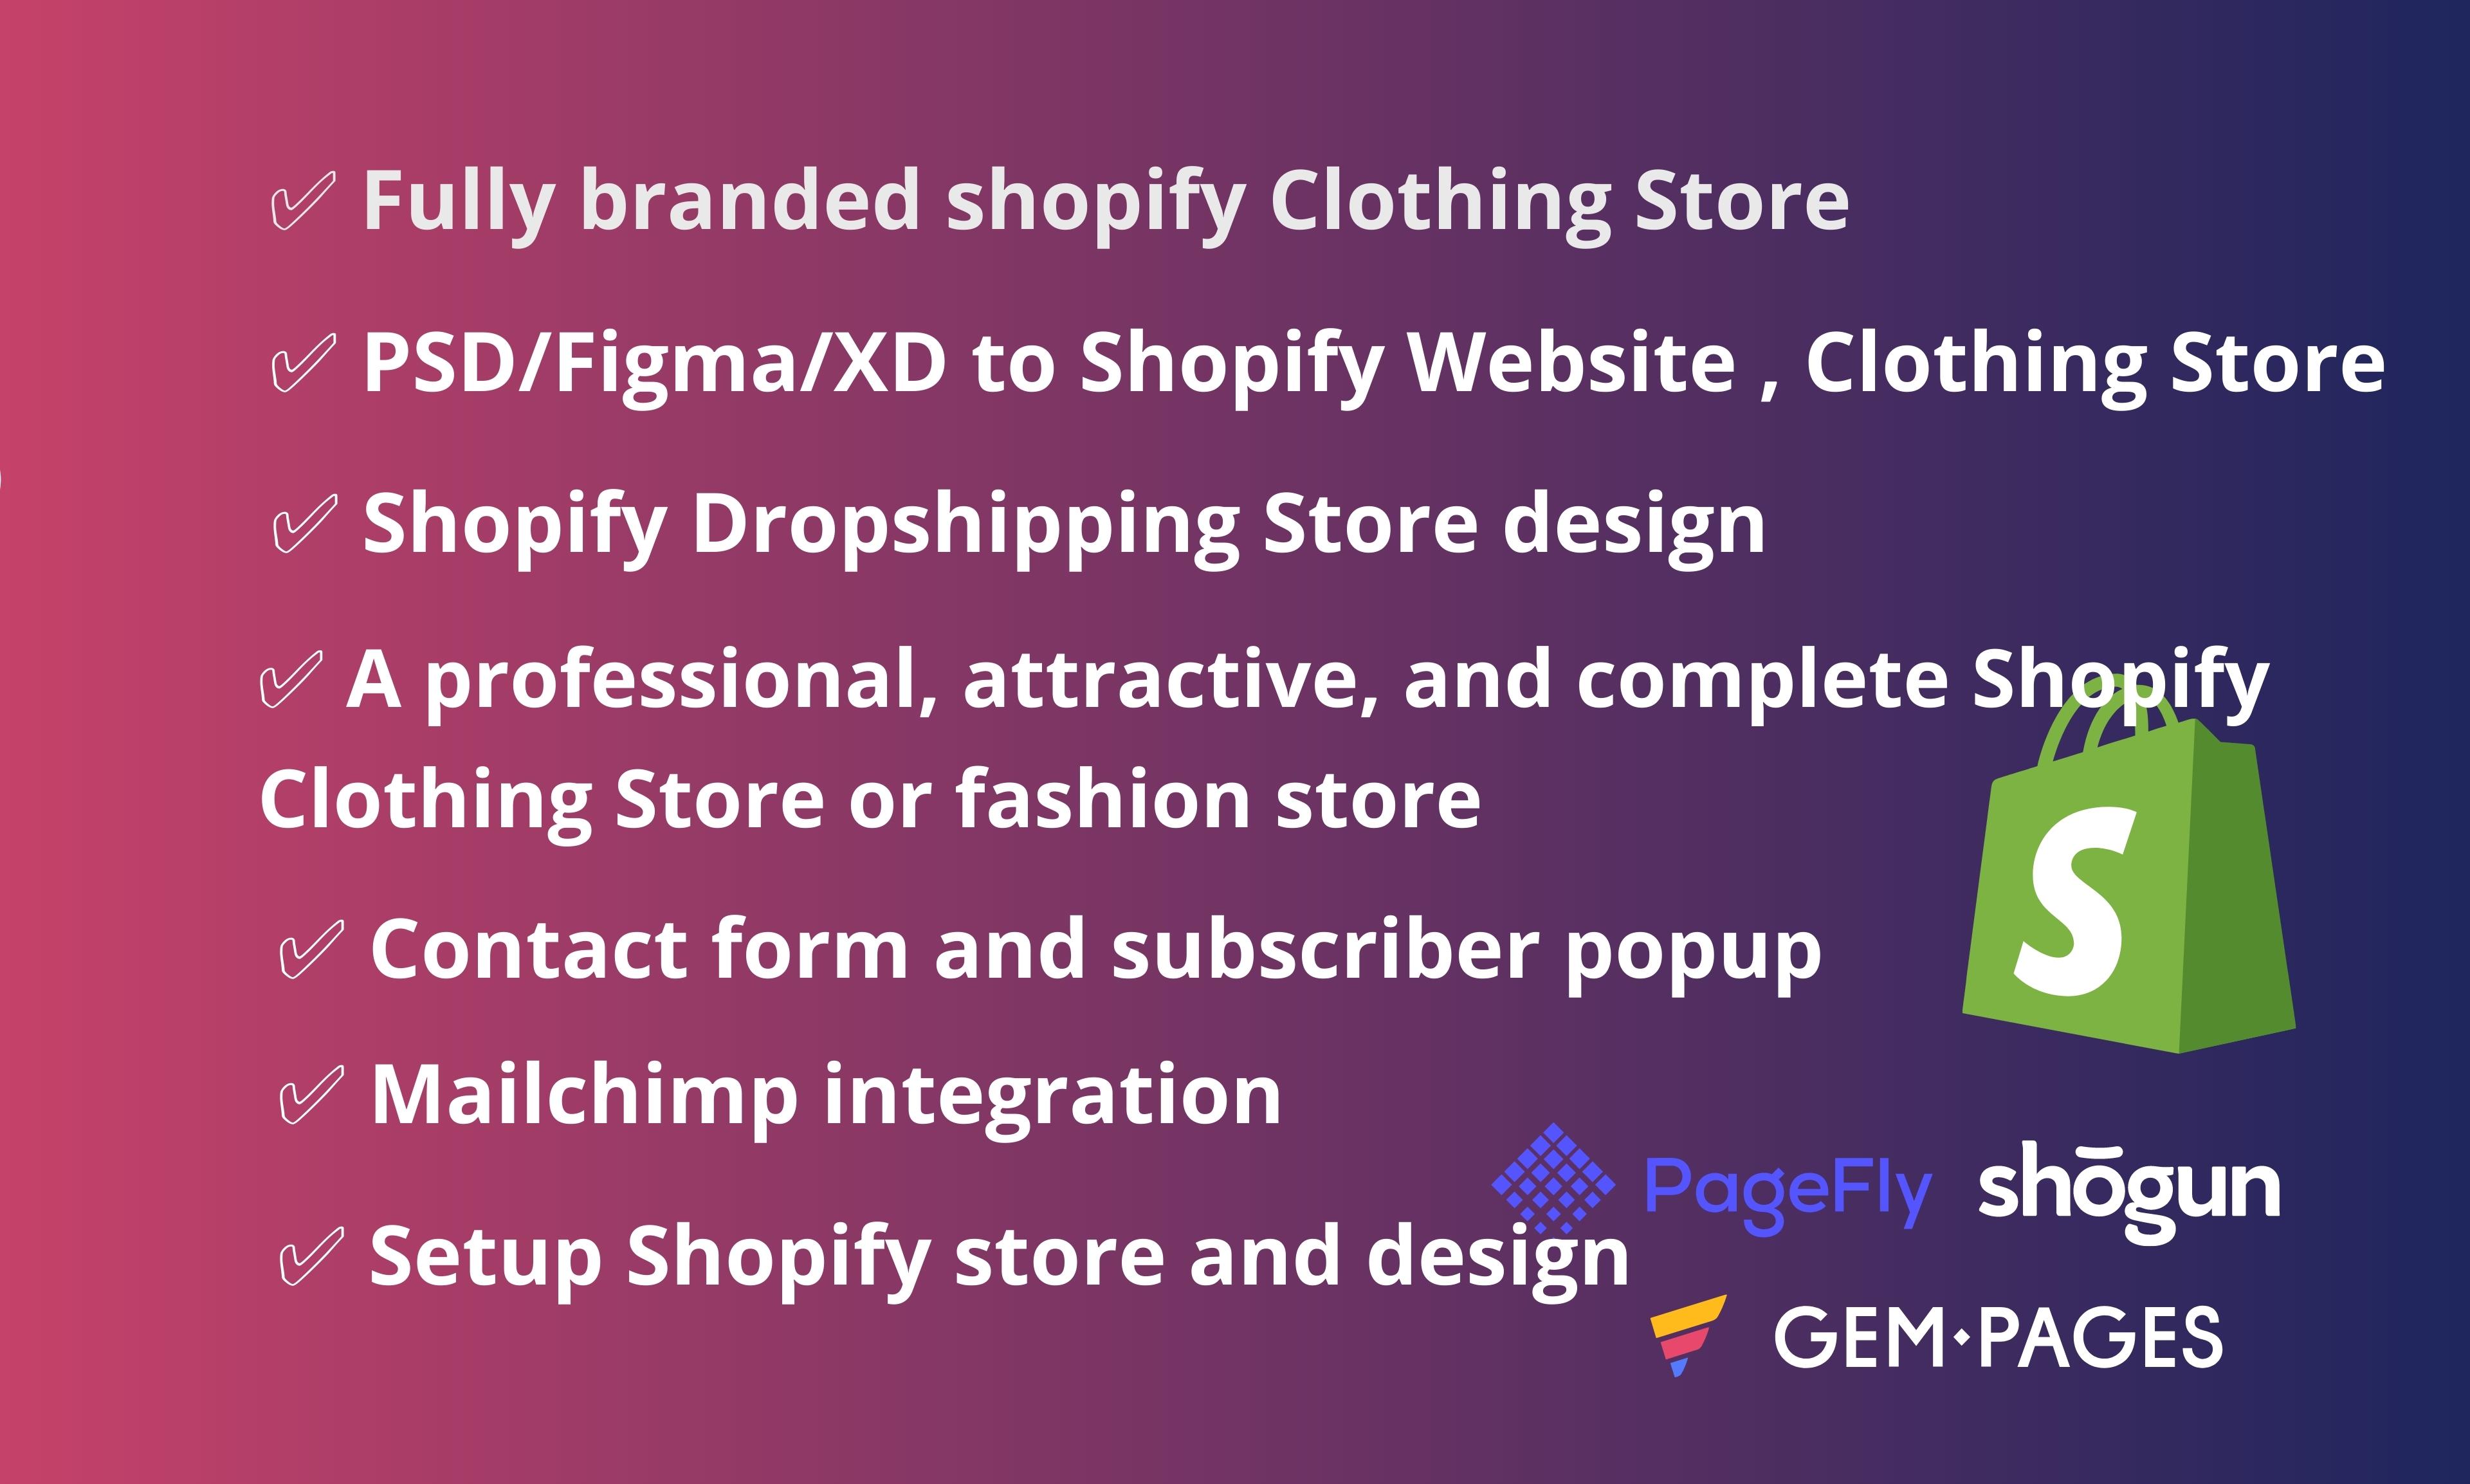 ✅ Fully branded shopify Clothing Store
✅ PSD/Figma/XD to Shopify Website , Clothing Store
✅ Shopify Dropshipping Store design
✅ A professional, attractive, and complete Shopify
Clothing Store or fashion store
✅ Contact form and subscriber popup
✅ Mailchimp integration
✅ Setup Shopify store and design
S
PageFly
shōgun
GEM·PAGES